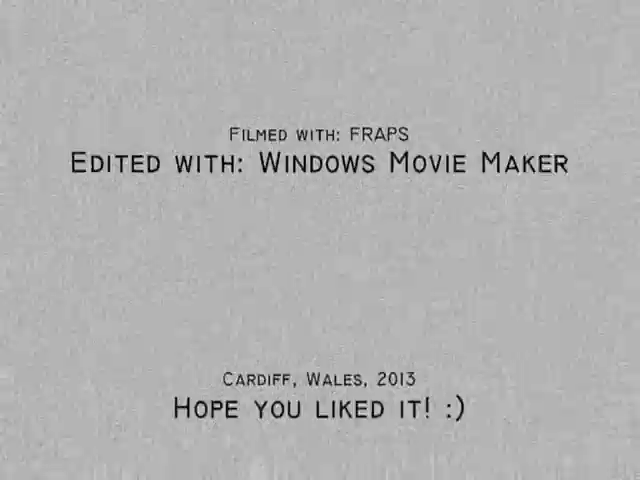 Filmed with: FRAPS
Edited with: Windows Movie Maker
Cardiff, Wales, 2013
Hope you liked it! :)